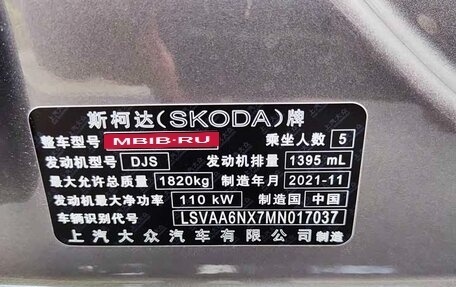 斯柯达(SKODA)牌
整车型号 MBIB-RU 乘坐人数 5
发动机型号 DJS 发动机排量 1395 mL
最大允许总质量 1820kg 制造年月 2021-11
发动机最大净功率 110 kW 制造国 中国
车辆识别代号 LSVAA6NX7MN017037
上汽大众汽车有限公司制造